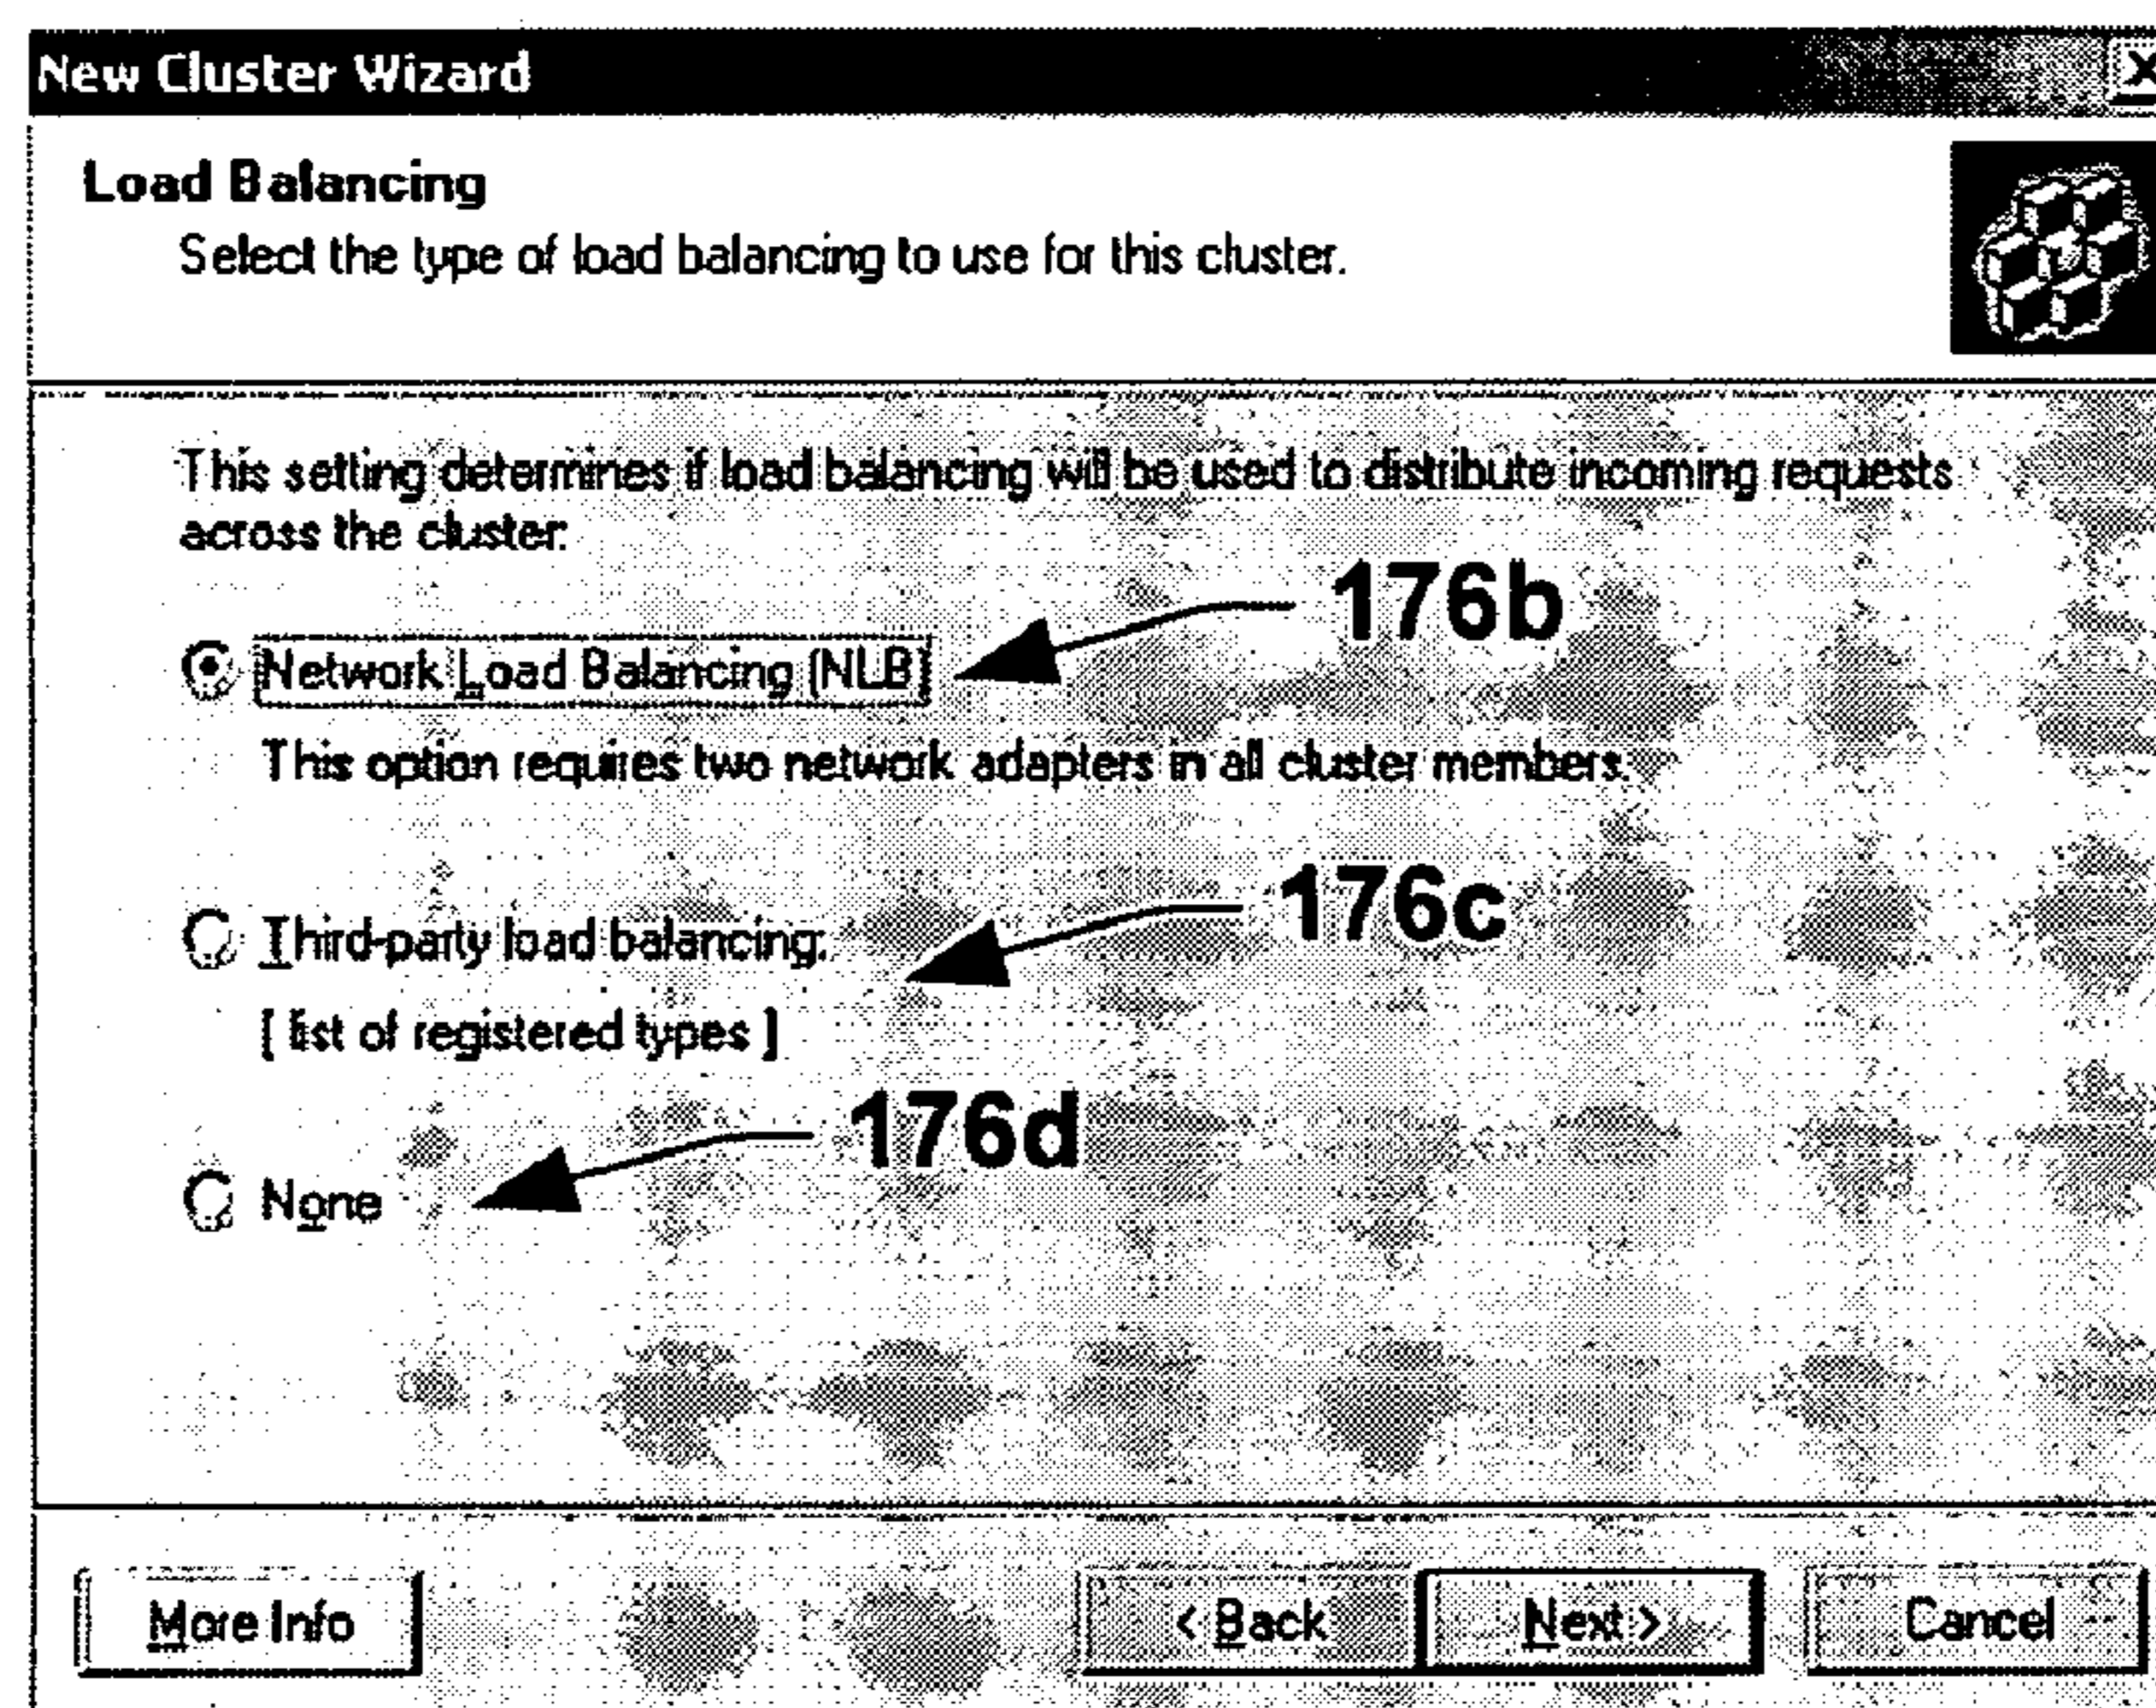 New Cluster Wizard
Load Balancing
Select the type of load balancing to use for this cluster.
This setting determines if load balancing will be used to distribute incoming requests
across the cluster:
176b
Network Load Balancing (NLB)
This option requires two network adapters in all cluster members.
176c
Third-party load balancing:
[ list of registered types ]
176d
None
More Info
< Back
Next >
Cancel